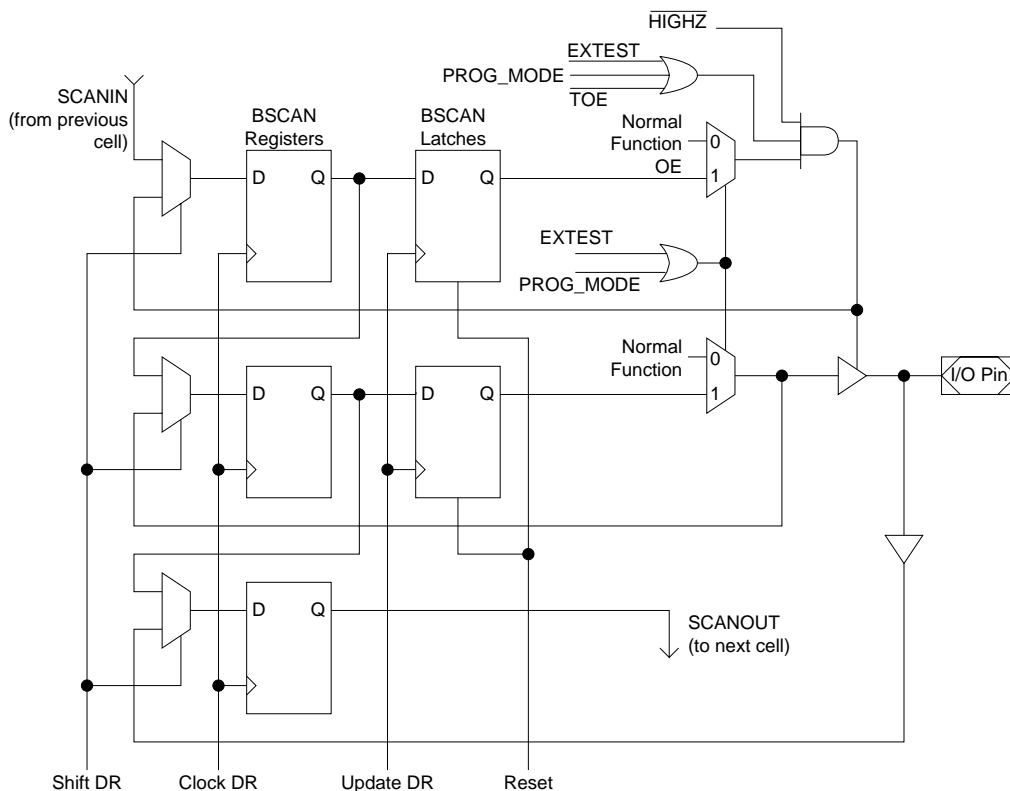 HIGHZ
EXTEST
PROG_MODE
TOE
SCANIN
(from previous
cell)
BSCAN
Registers
BSCAN
Latches
Normal
Function
OE
0
1
D Q
D Q
EXTEST
PROG_MODE
Normal
Function
0
1
I/O Pin
D Q
D Q
D Q
SCANOUT
(to next cell)
Shift DR
Clock DR
Update DR
Reset